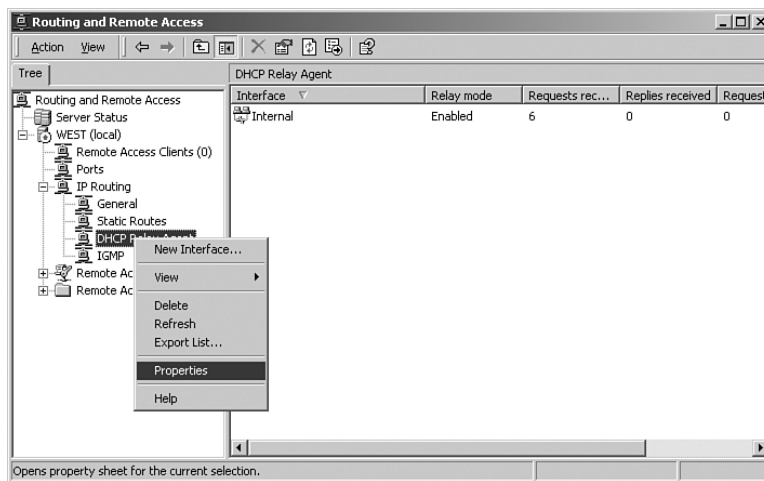 Routing and Remote Access
Action View
Tree
DHCP Relay Agent
Routing and Remote Access
Server Status
WEST (local)
Remote Access Clients (0)
Ports
IP Routing
General
Static Routes
DHCP Relay Agent
IGMP
Remote Ac
Remote Ac
Interface Relay mode Requests rec... Replies received Request
Internal Enabled 6 0 0
New Interface...
View
Delete
Refresh
Export List...
Properties
Help
Opens property sheet for the current selection.